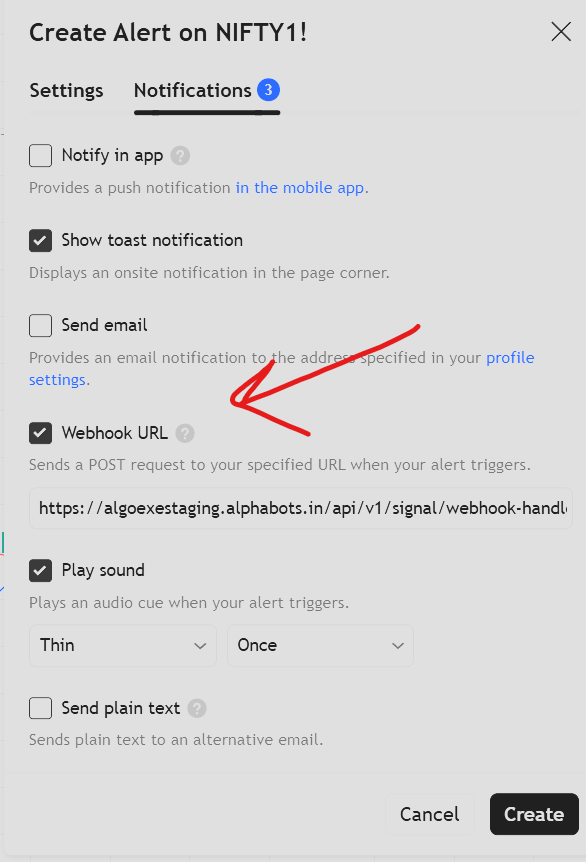 Create Alert on NIFTY1!
Settings
Notifications 3
Notify in app ?
Provides a push notification in the mobile app.
Show toast notification
Displays an onsite notification in the page corner.
Send email
Provides an email notification to the address specified in your profile
settings.
Webhook URL ?
Sends a POST request to your specified URL when your alert triggers.
https://algoexestaging.alphabots.in/api/v1/signal/webhook-handl
Play sound
Plays an audio cue when your alert triggers.
Thin
Once
Send plain text ?
Sends plain text to an alternative email.
Cancel
Create